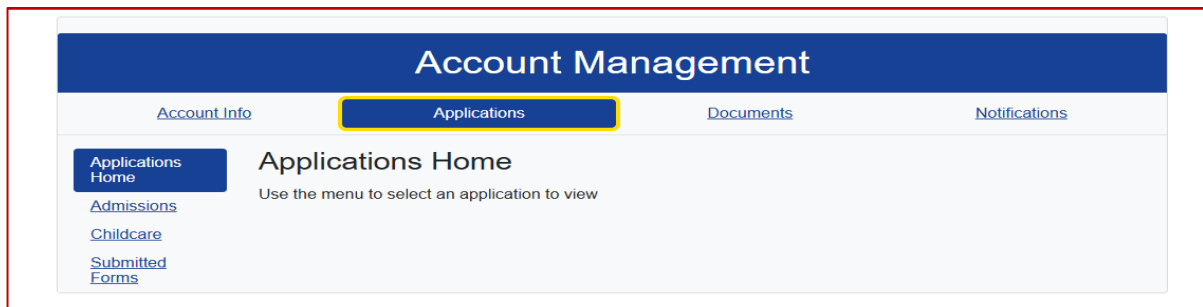 Account Management
Account Info Applications Documents Notifications
Applications
Home
Admissions
Childcare
Submitted
Forms
Applications Home
Use the menu to select an application to view